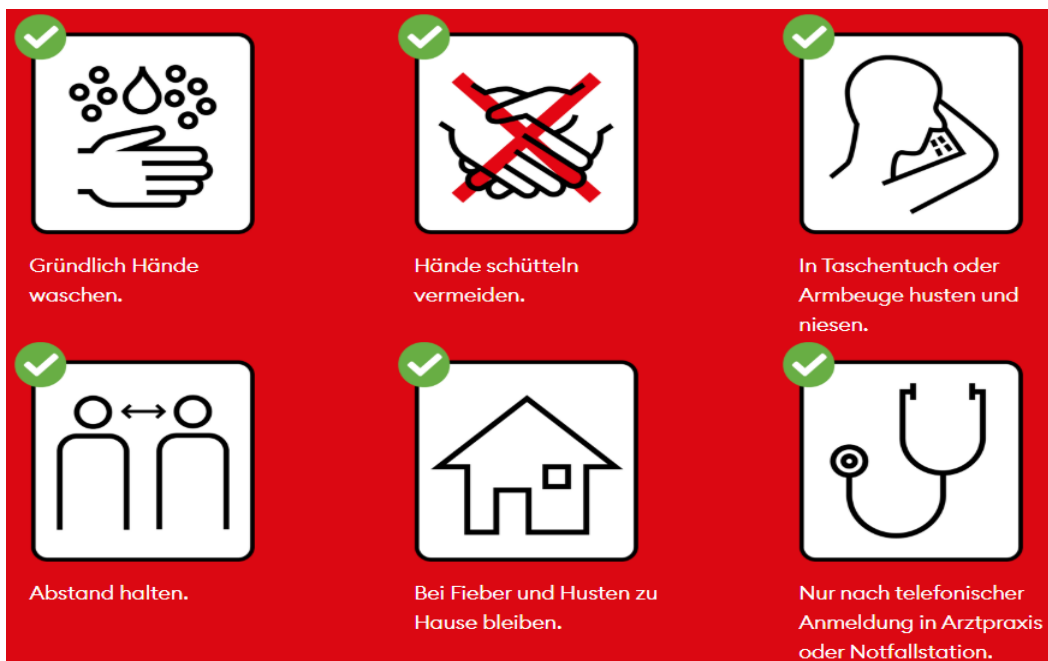 Gründlich Hände
waschen.
Hände schütteln
vermeiden.
In Taschentuch oder
Armbeuge husten und
niesen.
Abstand halten.
Bei Fieber und Husten zu
Hause bleiben.
Nur nach telefonischer
Anmeldung in Arztpraxis
oder Notfallstation.